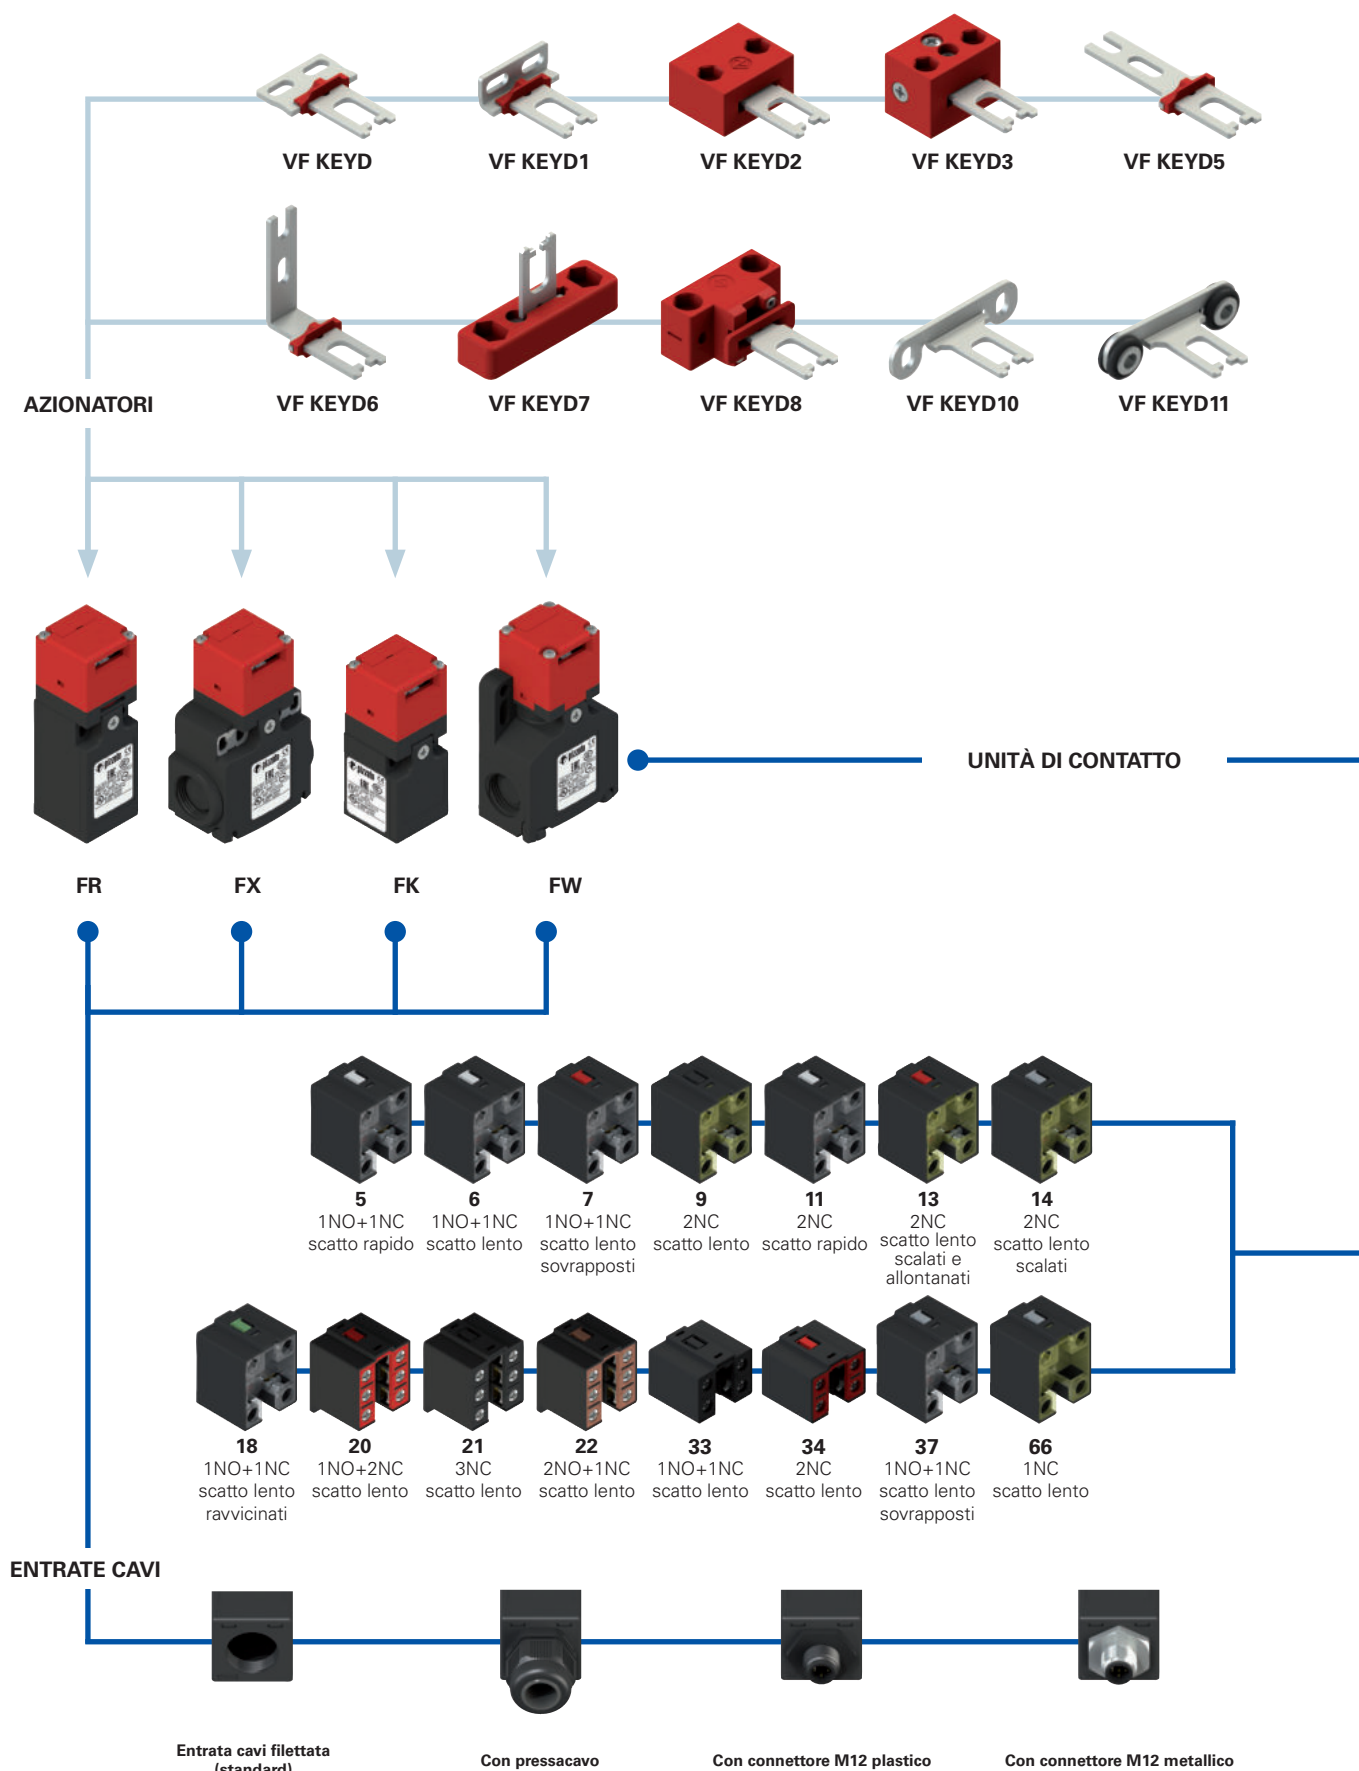 VF KEYD
VF KEYD1
VF KEYD2
VF KEYD3
VF KEYD5
VF KEYD6
VF KEYD7
VF KEYD8
VF KEYD10
VF KEYD11
AZIONATORI
UNITÀ DI CONTATTO
FR
FX
FK
FW
5
1NO+1NC
scatto rapido
6
1NO+1NC
scatto lento
7
1NO+1NC
scatto lento
sovrapposti
9
2NC
scatto lento
11
2NC
scatto rapido
13
2NC
scatto lento
scalati e
allontanati
14
2NC
scatto lento
scalati
18
1NO+1NC
scatto lento
ravvicinati
20
1NO+2NC
scatto lento
21
3NC
scatto lento
22
2NO+1NC
scatto lento
33
1NO+1NC
scatto lento
34
2NC
scatto lento
37
1NO+1NC
scatto lento
sovrapposti
66
1NC
scatto lento
ENTRATE CAVI
Entrata cavi filettata
(standard)
Con pressacavo
Con connettore M12 plastico
Con connettore M12 metallico